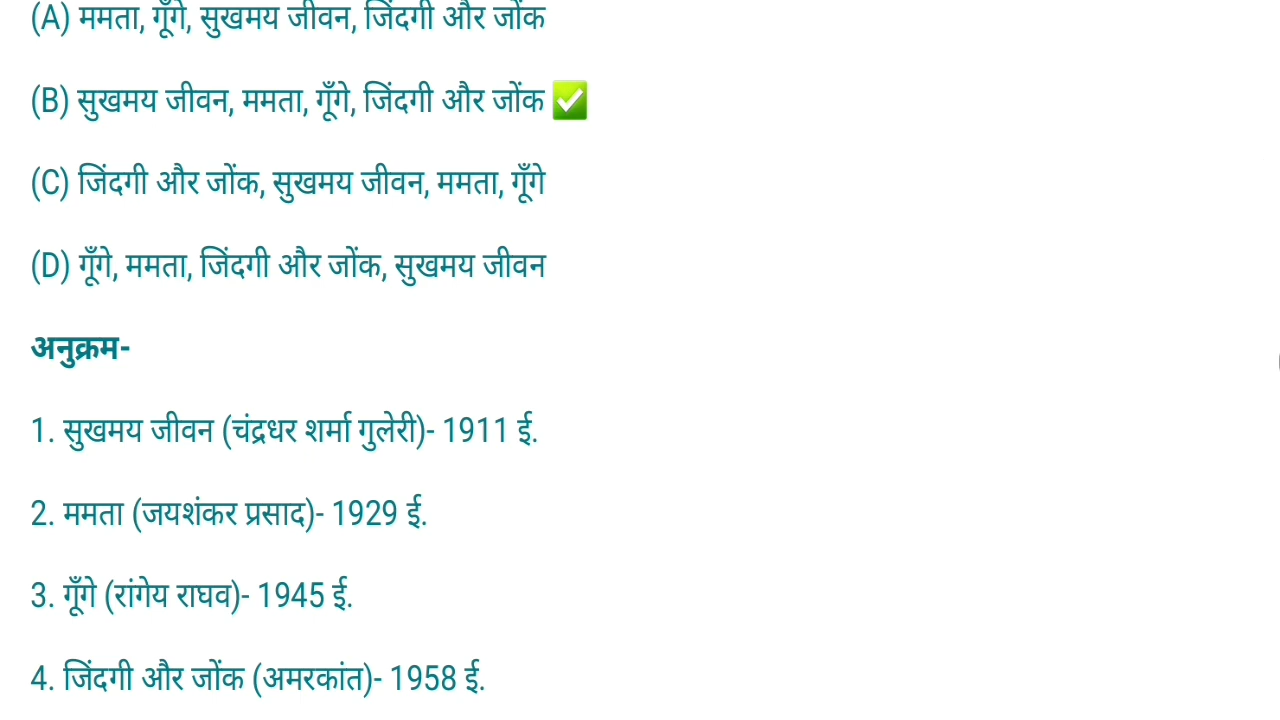 (A) ममता, गूँगे, सुखमय जीवन, जिंदगी और जोंक
(B) सुखमय जीवन, ममता, गूँगे, जिंदगी और जोंक ✅
(C) जिंदगी और जोंक, सुखमय जीवन, ममता, गूँगे
(D) गूँगे, ममता, जिंदगी और जोंक, सुखमय जीवन
अनुक्रम-
1. सुखमय जीवन (चंद्रधर शर्मा गुलेरी)- 1911 ई.
2. ममता (जयशंकर प्रसाद)- 1929 ई.
3. गूँगे (रांगेय राघव)- 1945 ई.
4. जिंदगी और जोंक (अमरकांत)- 1958 ई.